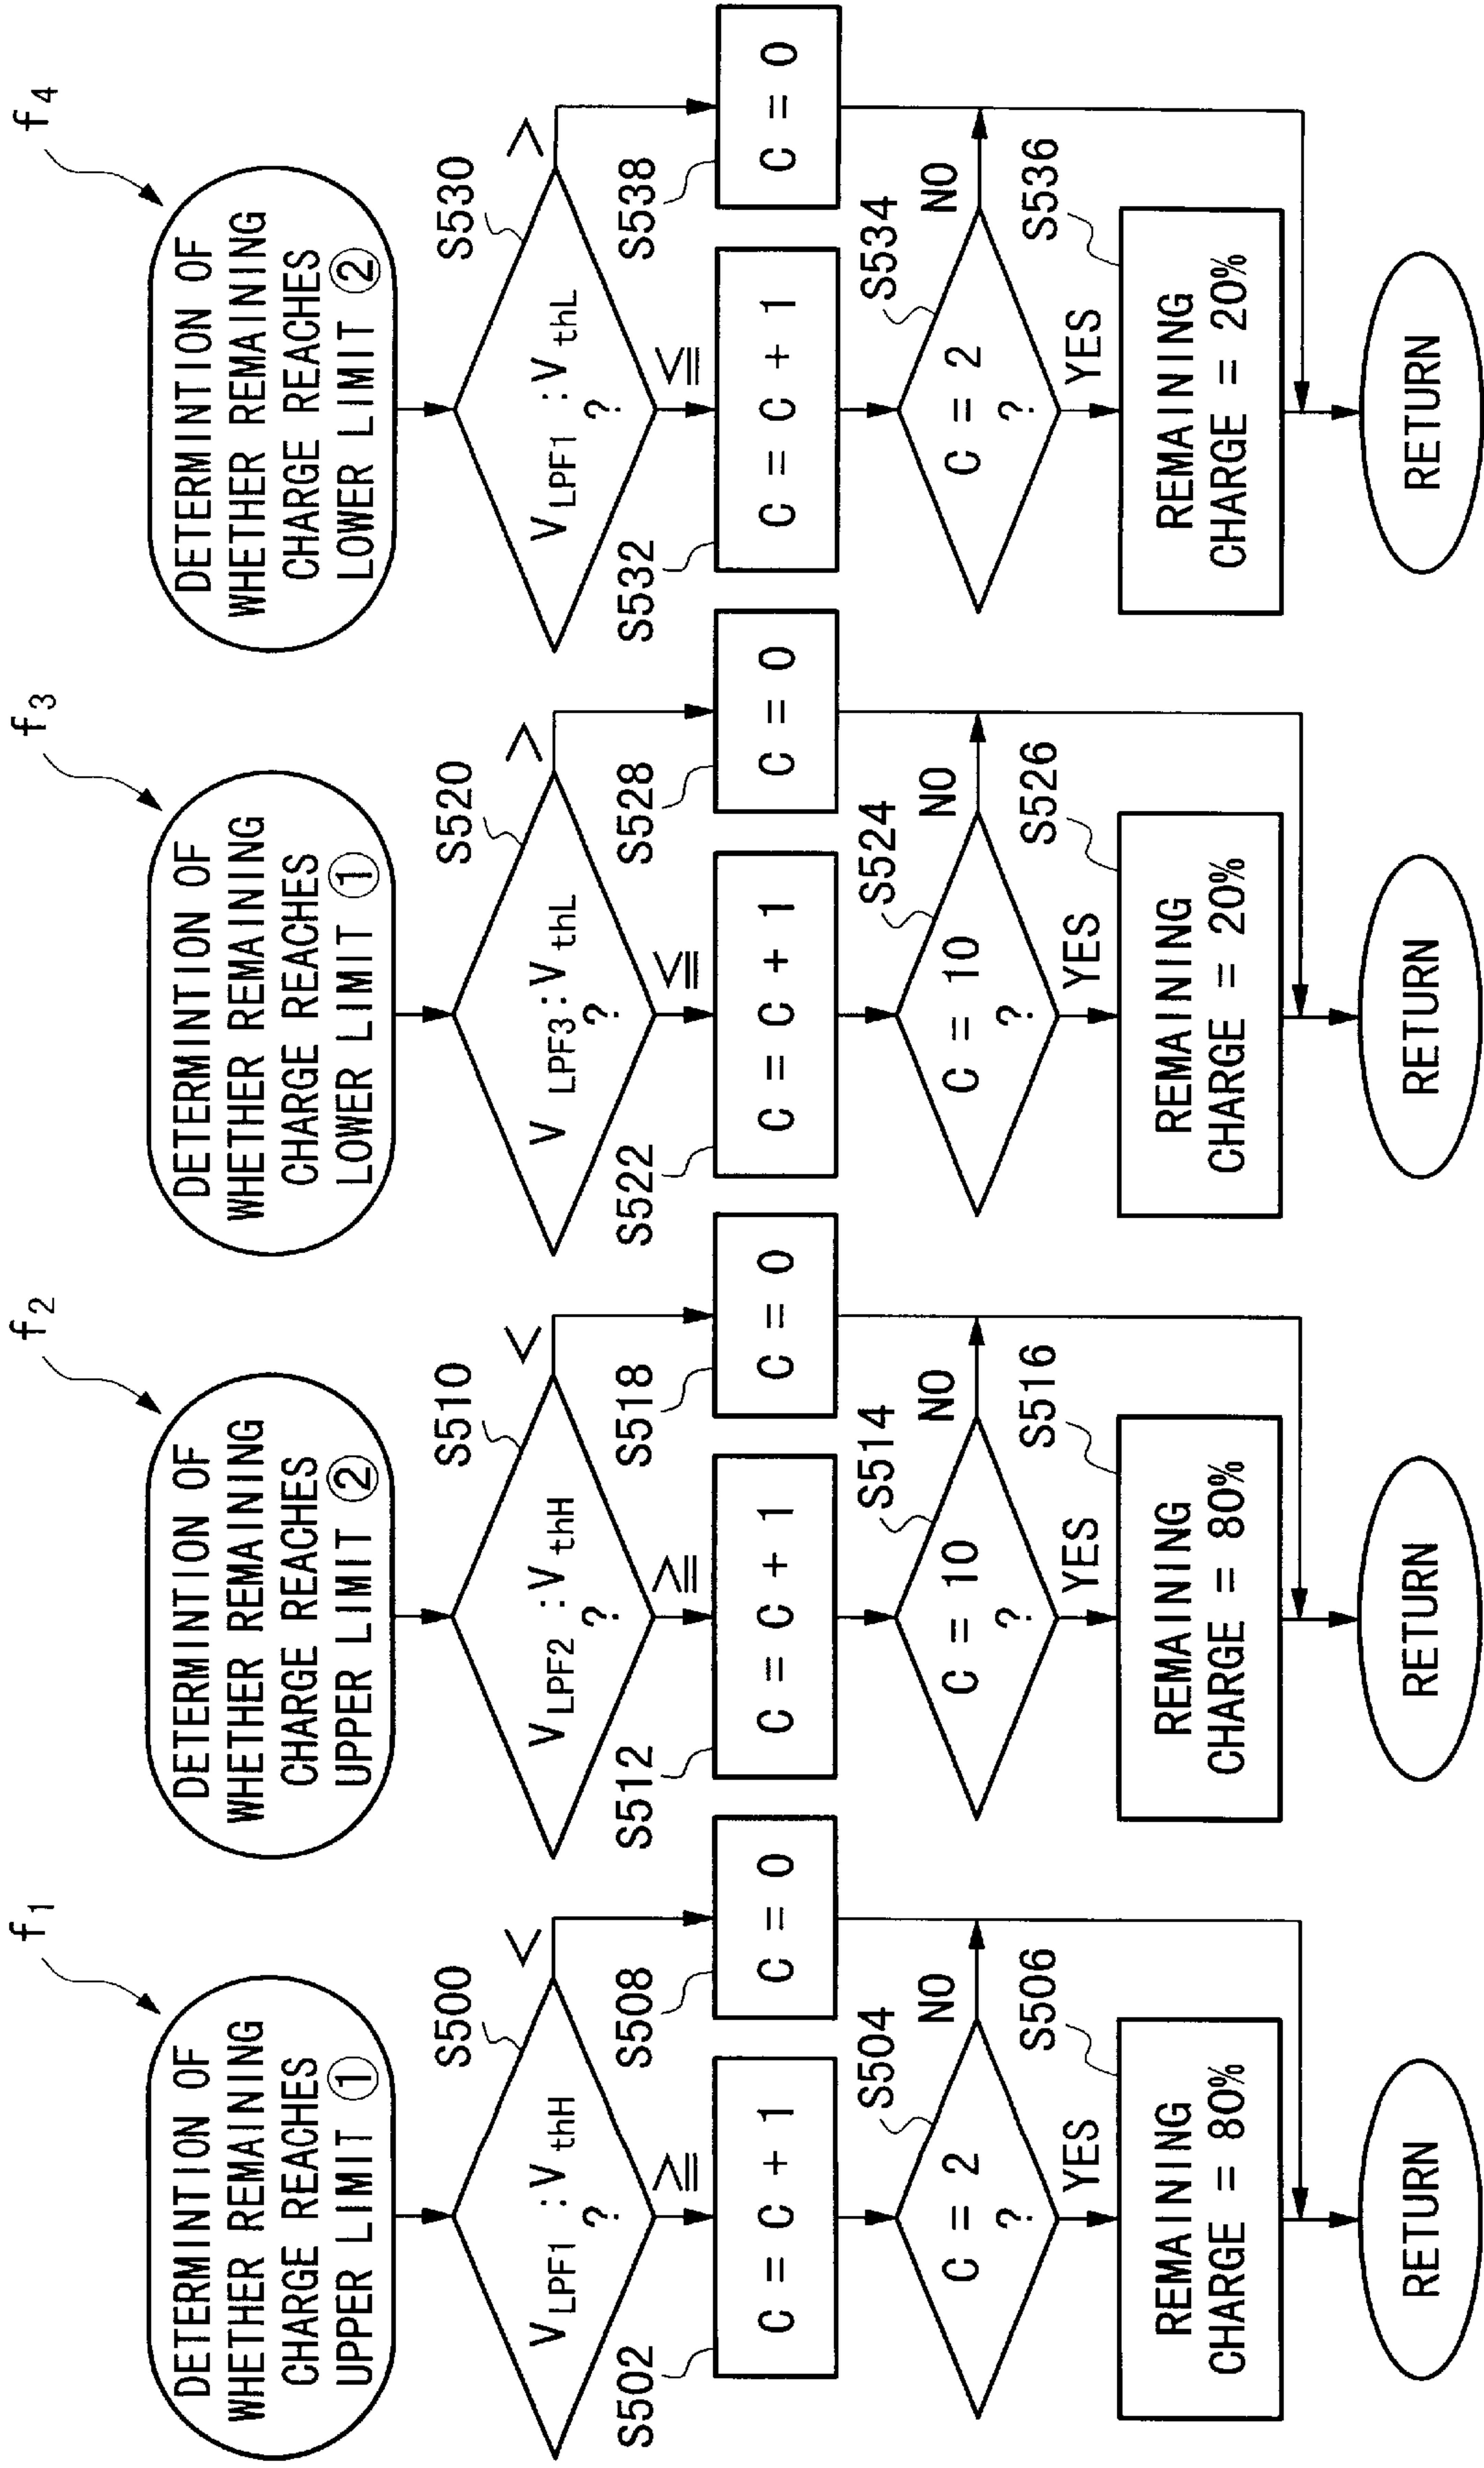 f1
DETERMINTION OF
WHETHER REMAINING
CHARGE REACHES
UPPER LIMIT ①
S500
VLPF1 :VthH
?
<
≧
S502
C = C + 1
S508
C = 0
S504
C = 2
?
NO
YES
S506
REMAINING
CHARGE = 80%
RETURN
f2
DETERMINTION OF
WHETHER REMAINING
CHARGE REACHES
UPPER LIMIT ②
S510
VLPF2 :VthH
?
<
≧
S512
C = C + 1
S518
C = 0
S514
C = 10
?
NO
YES
S516
REMAINING
CHARGE = 80%
RETURN
f3
DETERMINTION OF
WHETHER REMAINING
CHARGE REACHES
LOWER LIMIT ①
S520
V LPF3 :VthL
?
>
≦
S522
C = C + 1
S528
C = 0
S524
C = 10
?
NO
YES
S526
REMAINING
CHARGE = 20%
RETURN
f4
DETERMINTION OF
WHETHER REMAINING
CHARGE REACHES
LOWER LIMIT ②
S530
VLPF1 :VthL
?
>
≦
S532
C = C + 1
S538
C = 0
S534
C = 2
?
NO
YES
S536
REMAINING
CHARGE = 20%
RETURN